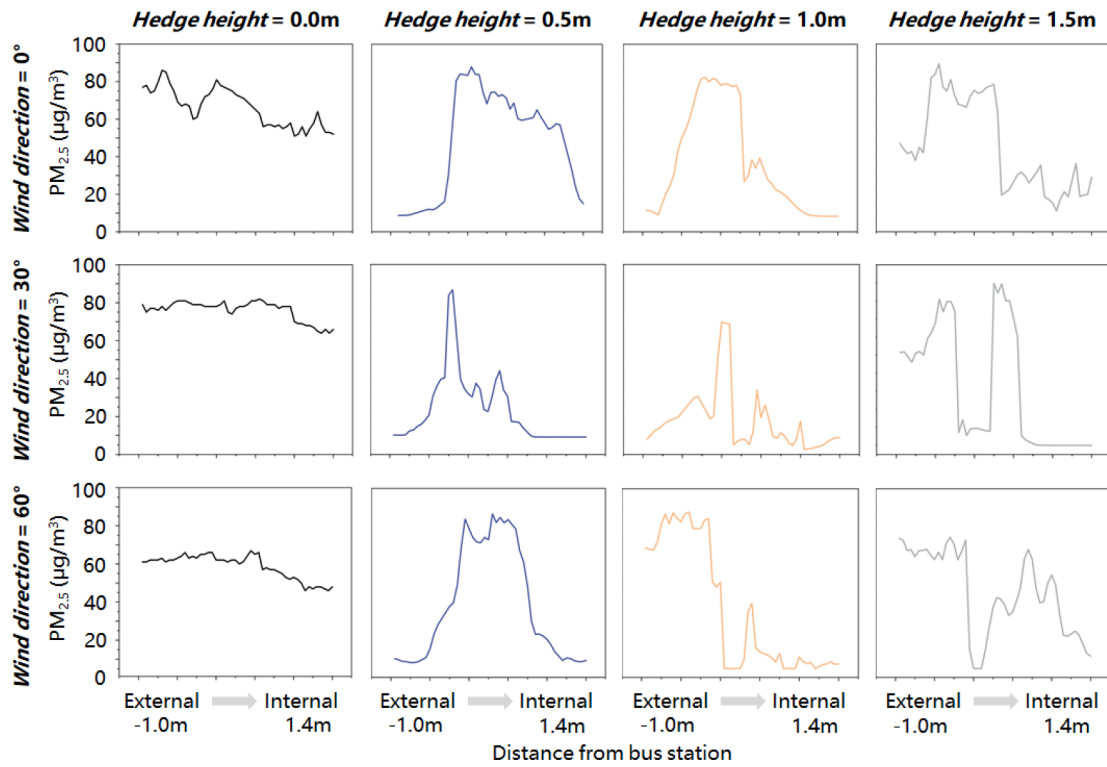 Hedge height = 0.0m
Hedge height = 0.5m
Hedge height = 1.0m
Hedge height = 1.5m
Wind direction = 0°
PM2.5 (μg/m³)
100
80
60
40
20
0
Wind direction = 30°
PM2.5 (μg/m³)
100
80
60
40
20
0
Wind direction = 60°
PM2.5 (μg/m³)
100
80
60
40
20
0
External Internal
-1.0m 1.4m
External Internal
-1.0m 1.4m
External Internal
-1.0m 1.4m
External Internal
-1.0m 1.4m
Distance from bus station